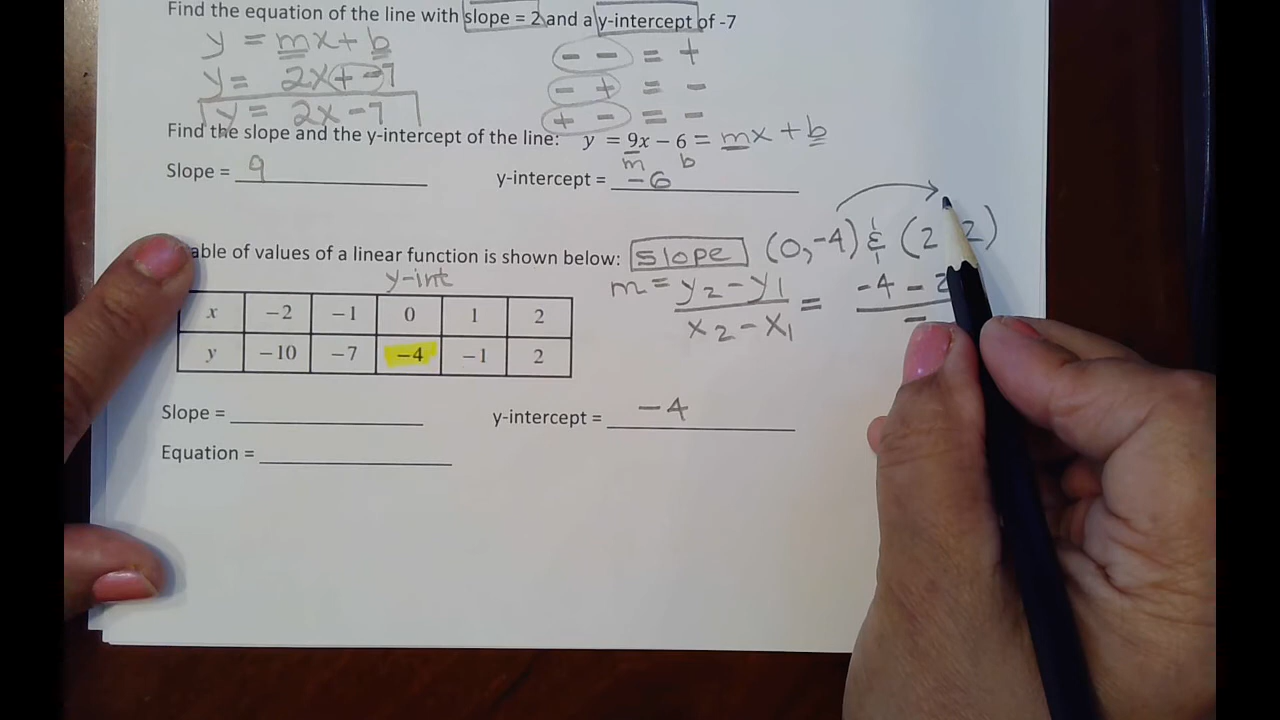 Find the equation of the line with slope = 2 and a y-intercept of -7
y = mx + b
y = 2x + -7
y = 2x - 7
- - = +
- + = -
+ - = -
Find the slope and the y-intercept of the line: y = 9x − 6 = mx + b
m b
Slope = 9 y-intercept = -6
able of values of a linear function is shown below: slope (0, -4) & (2 2)
y-int
m = y2 - y1 / x2 - x1 = -4 - 2 / -
x −2 −1 0 1 2
y −10 −7 −4 −1 2
Slope = ____ y-intercept = -4
Equation = ____